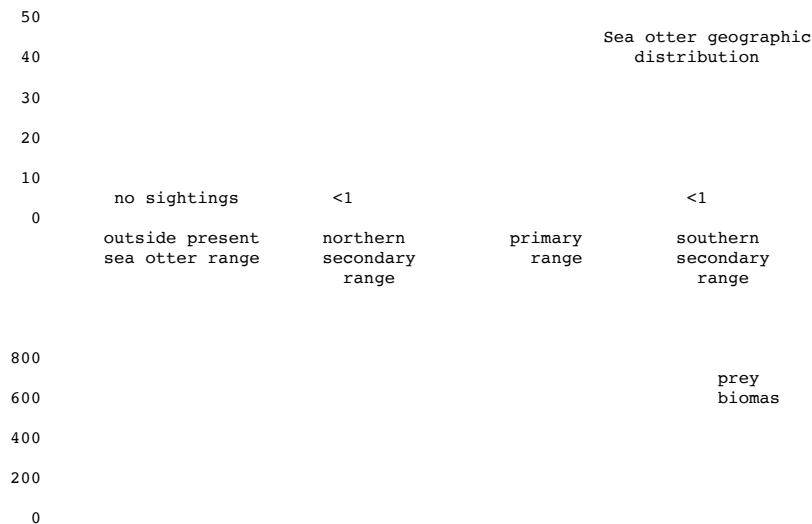 50
Sea otter geographic
40
distribution
30
20
10
no sightings <1 <1
0
outside present northern primary southern
sea otter range secondary range secondary
range range
800
prey
600 biomas
400
200
0